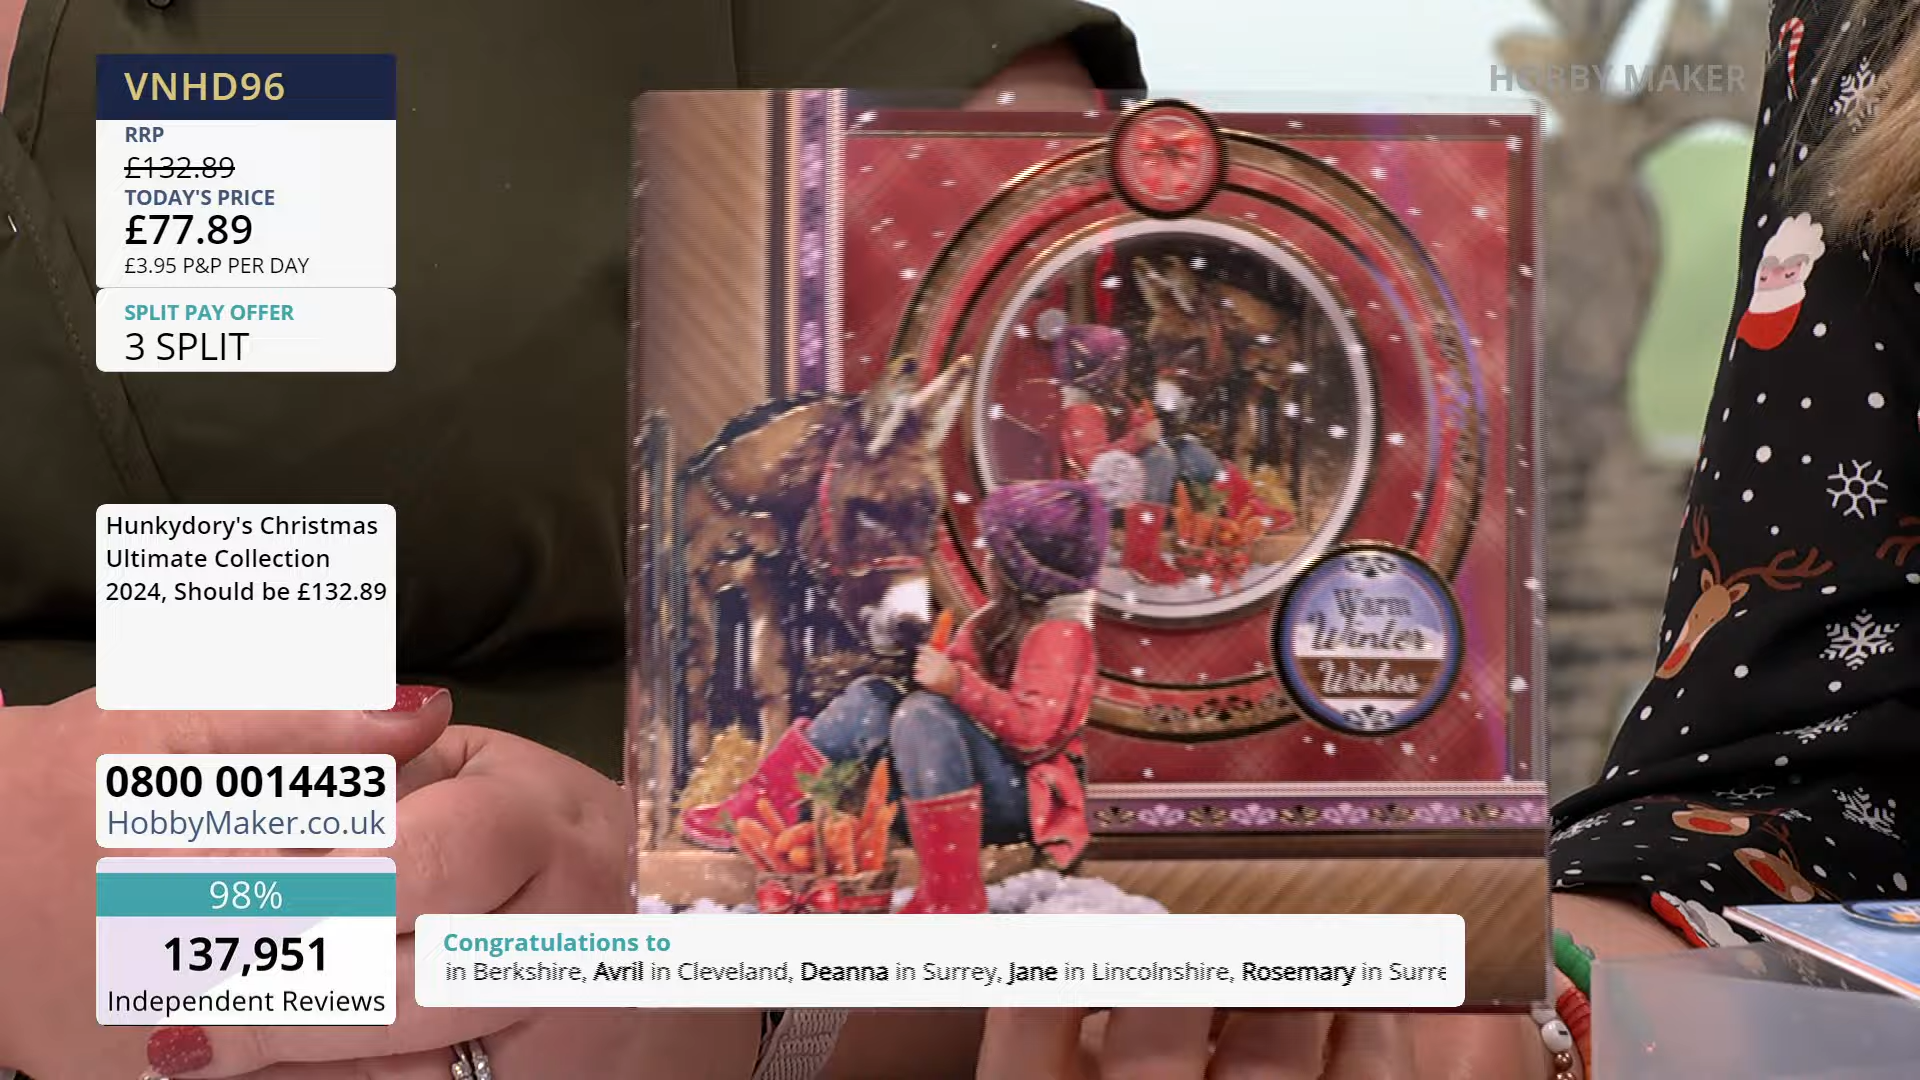 VNHD96
RRP
£132.89
TODAY'S PRICE
£77.89
£3.95 P&P PER DAY
SPLIT PAY OFFER
3 SPLIT
Hunkydory's Christmas
Ultimate Collection
2024, Should be £132.89
0800 0014433
HobbyMaker.co.uk
98%
137,951
Independent Reviews
HOBBY MAKER
Warm
Winter
Wishes
Congratulations to
in Berkshire, Avril in Cleveland, Deanna in Surrey, Jane in Lincolnshire, Rosemary in Surre